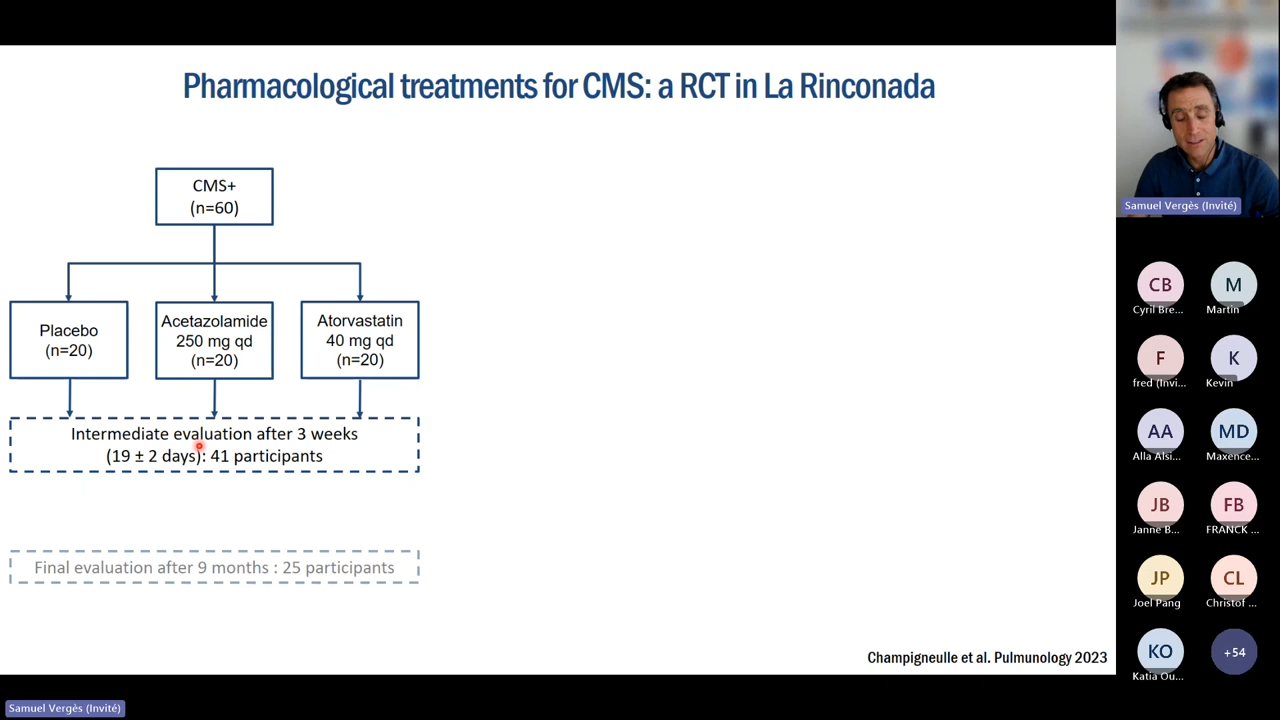 Pharmacological treatments for CMS: a RCT in La Rinconada
CMS+
(n=60)
Placebo
(n=20)
Acetazolamide
250 mg qd
(n=20)
Atorvastatin
40 mg qd
(n=20)
Intermediate evaluation after 3 weeks
(19 ± 2 days): 41 participants
Final evaluation after 9 months : 25 participants
Champigneulle et al. Pulmunology 2023
Samuel Vergès (Invité)
CB
Cyril Bre...
M
Martin
F
fred (Invi...
K
Kevin
AA
Alla Alsi...
MD
Maxence...
JB
Janne B...
FB
FRANCK ...
JP
Joel Pang
CL
Christof ...
KO
Katia Ou...
+54
Samuel Vergès (Invité)